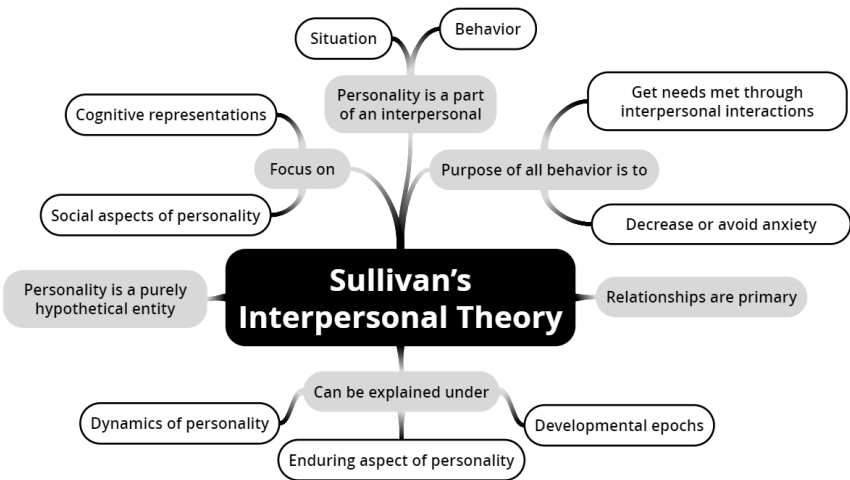 Situation
Behavior
Personality is a part
of an interpersonal
Cognitive representations
Focus on
Social aspects of personality
Get needs met through
interpersonal interactions
Purpose of all behavior is to
Decrease or avoid anxiety
Personality is a purely
hypothetical entity
Sullivan’s
Interpersonal Theory
Relationships are primary
Can be explained under
Dynamics of personality
Enduring aspect of personality
Developmental epochs